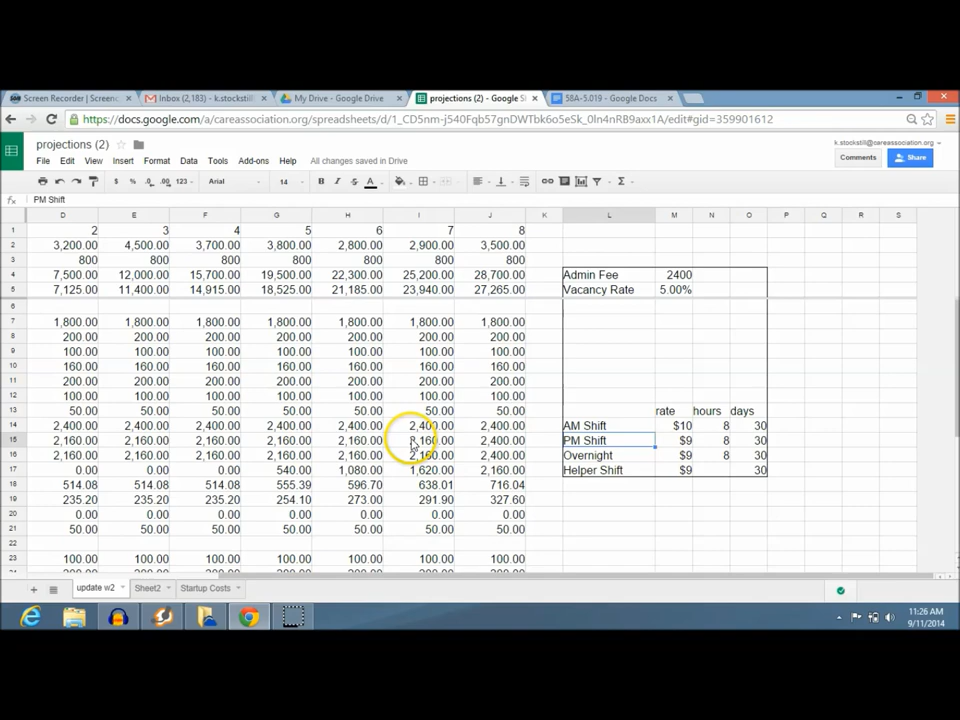 Screen Recorder | Screenc
Inbox (2,183) - k.stockstill
My Drive - Google Drive
projections (2) - Google S
58A-5.019 - Google Docs
https://docs.google.com/a/careassociation.org/spreadsheets/d/1_CD5nm-j540Fqb57gnDWTbk6o5eSk_0ln4nRB9axx1A/edit#gid=359901612
projections (2)
k.stockstill@careassociation.org
File Edit View Insert Format Data Tools Add-ons Help All changes saved in Drive
Comments Share
$ % .0 .00 123 Arial 14 B I S A
fx PM Shift
D E F G H I J K L M N O P Q R S
1 2 3 4 5 6 7 8
2 3,200.00 4,500.00 3,700.00 3,800.00 2,800.00 2,900.00 3,500.00
3 800 800 800 800 800 800 800
4 7,500.00 12,000.00 15,700.00 19,500.00 22,300.00 25,200.00 28,700.00 Admin Fee 2400
5 7,125.00 11,400.00 14,915.00 18,525.00 21,185.00 23,940.00 27,265.00 Vacancy Rate 5.00%
6
7 1,800.00 1,800.00 1,800.00 1,800.00 1,800.00 1,800.00 1,800.00
8 200.00 200.00 200.00 200.00 200.00 200.00 200.00
9 100.00 100.00 100.00 100.00 100.00 100.00 100.00
10 160.00 160.00 160.00 160.00 160.00 160.00 160.00
11 200.00 200.00 200.00 200.00 200.00 200.00 200.00
12 100.00 100.00 100.00 100.00 100.00 100.00 100.00
13 50.00 50.00 50.00 50.00 50.00 50.00 50.00 rate hours days
14 2,400.00 2,400.00 2,400.00 2,400.00 2,400.00 2,400.00 2,400.00 AM Shift $10 8 30
15 2,160.00 2,160.00 2,160.00 2,160.00 2,160.00 2,160.00 2,400.00 PM Shift $9 8 30
16 2,160.00 2,160.00 2,160.00 2,160.00 2,160.00 2,160.00 2,400.00 Overnight $9 8 30
17 0.00 0.00 0.00 540.00 1,080.00 1,620.00 2,160.00 Helper Shift $9 30
18 514.08 514.08 514.08 555.39 596.70 638.01 716.04
19 235.20 235.20 235.20 254.10 273.00 291.90 327.60
20 0.00 0.00 0.00 0.00 0.00 0.00 0.00
21 50.00 50.00 50.00 50.00 50.00 50.00 50.00
22
23 100.00 100.00 100.00 100.00 100.00 100.00 100.00
update w2 Sheet2 Startup Costs
11:26 AM
9/11/2014